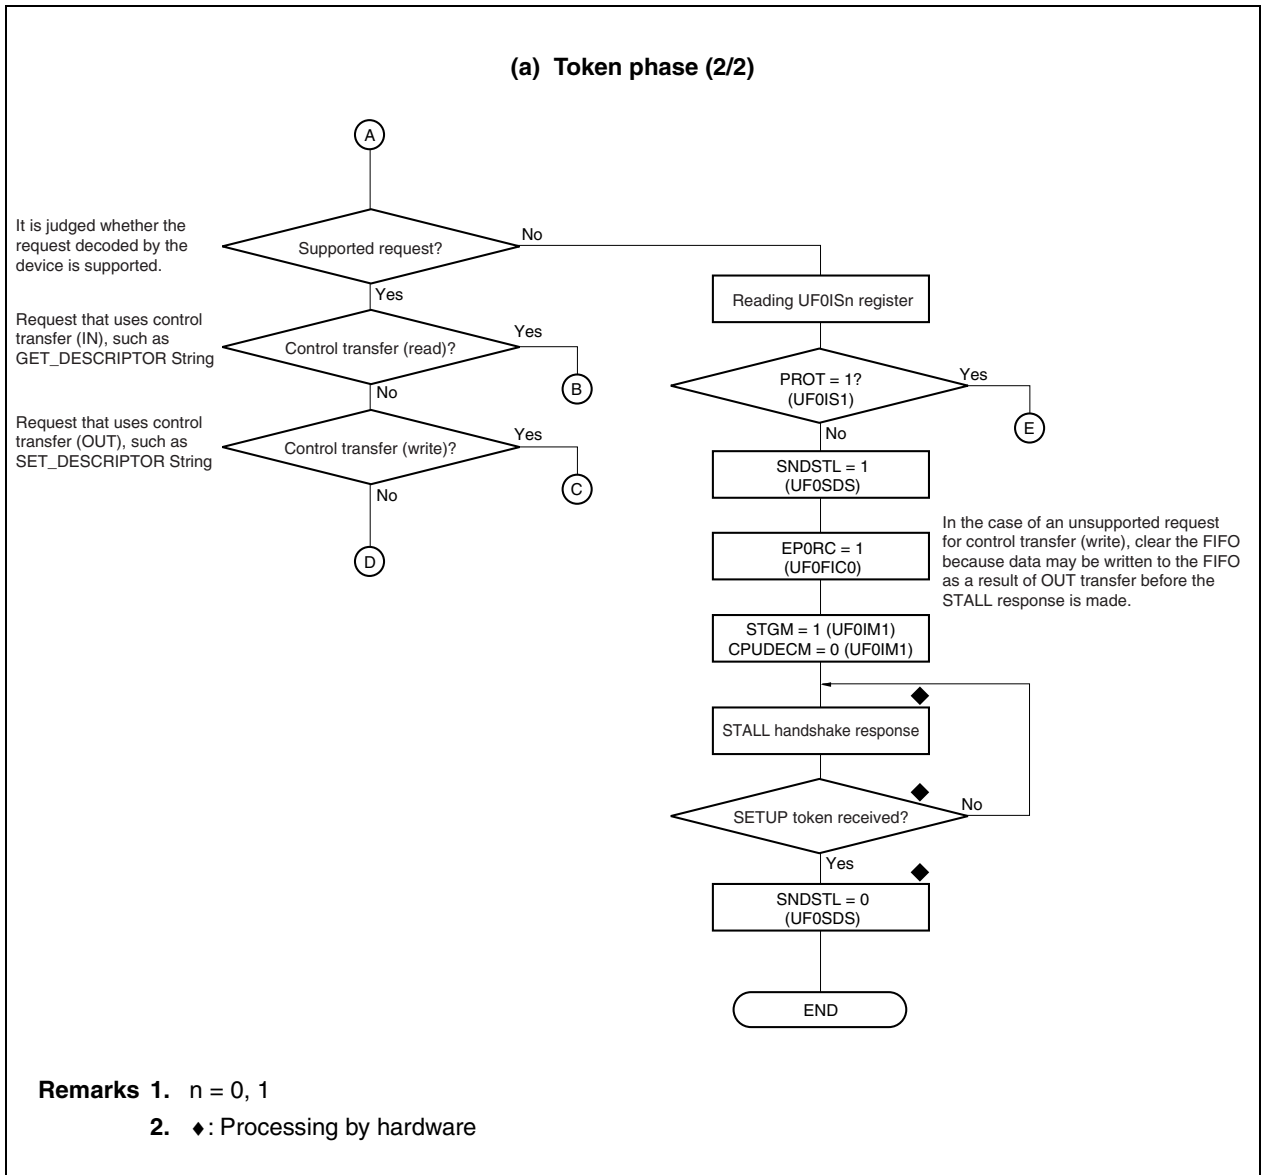 (a) Token phase (2/2)
A
It is judged whether the
request decoded by the
device is supported.
Supported request?
No
Yes
Request that uses control
transfer (IN), such as
GET_DESCRIPTOR String
Control transfer (read)?
Yes
B
No
Request that uses control
transfer (OUT), such as
SET_DESCRIPTOR String
Control transfer (write)?
Yes
C
No
D
Reading UF0ISn register
PROT = 1?
(UF0IS1)
Yes
E
No
SNDSTL = 1
(UF0SDS)
EP0RC = 1
(UF0FIC0)
In the case of an unsupported request
for control transfer (write), clear the FIFO
because data may be written to the FIFO
as a result of OUT transfer before the
STALL response is made.
STGM = 1 (UF0IM1)
CPUDECM = 0 (UF0IM1)
◆
STALL handshake response
◆
SETUP token received?
No
Yes
◆
SNDSTL = 0
(UF0SDS)
END
Remarks 1. n = 0, 1
2. ♦: Processing by hardware